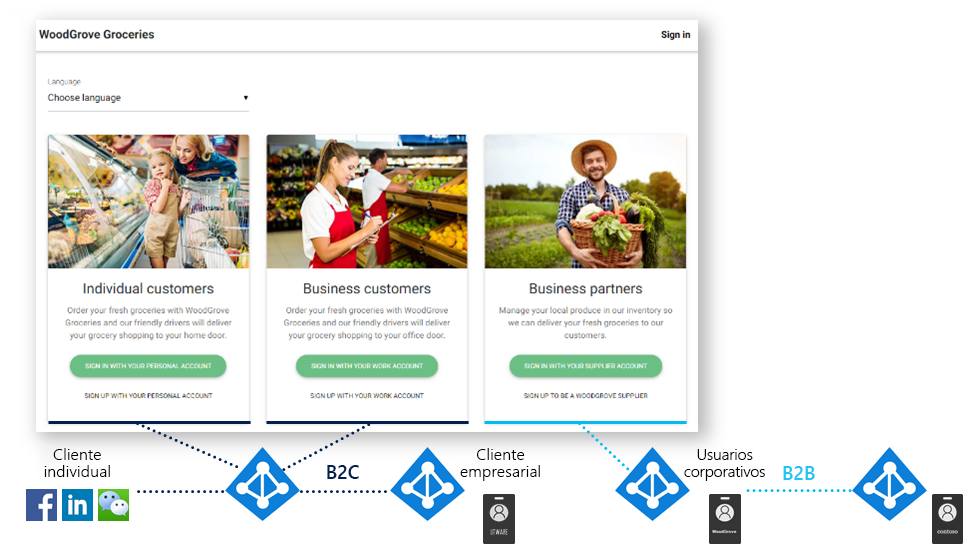 WoodGrove Groceries
Sign in
Language
Choose language
Individual customers
Order your fresh groceries with WoodGrove
Groceries and our friendly drivers will deliver
your grocery shopping to your home door.
SIGN IN WITH YOUR PERSONAL ACCOUNT
SIGN UP WITH YOUR PERSONAL ACCOUNT
Business customers
Order your fresh groceries with WoodGrove
Groceries and our friendly drivers will deliver
your grocery shopping to your office door.
SIGN IN WITH YOUR WORK ACCOUNT
SIGN UP WITH YOUR WORK ACCOUNT
Business partners
Manage your local produce in our inventory so
we can deliver your fresh groceries to our
customers.
SIGN IN WITH YOUR SUPPLIER ACCOUNT
SIGN UP TO BE A WOODGROVE SUPPLIER
Cliente
individual
B2C
Cliente
empresarial
Usuarios
corporativos
B2B
f
in
WoodGrove
contoso